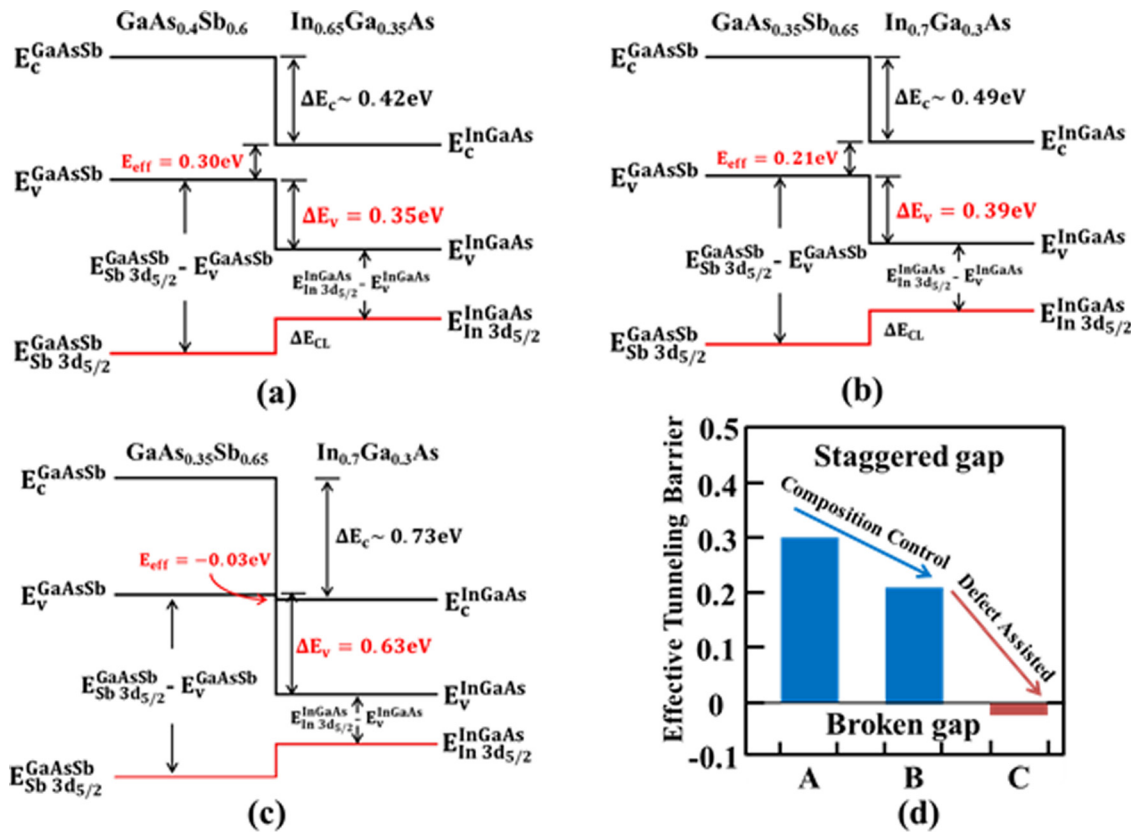 GaAs₀.₄Sb₀.₆ In₀.₆₅Ga₀.₃₅As
E_c^GaAsSb
ΔE_c ~ 0.42eV
E_c^InGaAs
E_eff = 0.30eV
E_v^GaAsSb
ΔE_v = 0.35eV
E_v^InGaAs
E_Sb 3d₅/₂^GaAsSb - E_v^GaAsSb
E_In 3d₅/₂^InGaAs - E_v^InGaAs
E_In 3d₅/₂^InGaAs
ΔE_CL
E_Sb 3d₅/₂^GaAsSb
(a)
GaAs₀.₃₅Sb₀.₆₅ In₀.₇Ga₀.₃As
E_c^GaAsSb
ΔE_c ~ 0.49eV
E_c^InGaAs
E_eff = 0.21eV
E_v^GaAsSb
ΔE_v = 0.39eV
E_v^InGaAs
E_Sb 3d₅/₂^GaAsSb - E_v^GaAsSb
E_In 3d₅/₂^InGaAs - E_v^InGaAs
E_In 3d₅/₂^InGaAs
ΔE_CL
E_Sb 3d₅/₂^GaAsSb
(b)
GaAs₀.₃₅Sb₀.₆₅ In₀.₇Ga₀.₃As
E_c^GaAsSb
ΔE_c ~ 0.73eV
E_eff = −0.03eV
E_v^GaAsSb
E_c^InGaAs
ΔE_v = 0.63eV
E_Sb 3d₅/₂^GaAsSb - E_v^GaAsSb
E_v^InGaAs
E_In 3d₅/₂^InGaAs - E_v^InGaAs
E_In 3d₅/₂^InGaAs
E_Sb 3d₅/₂^GaAsSb
(c)
Effective Tunneling Barrier
0.5
0.4
0.3
0.2
0.1
0
-0.1
Staggered gap
Composition Control
Defect Assisted
Broken gap
A B C
(d)